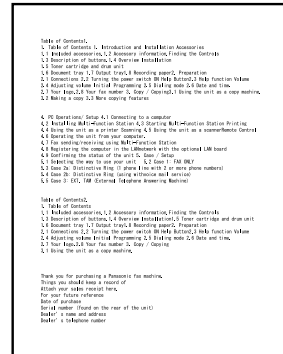 Table of Contents1.
1. Table of Contents 1. Introduction and Installation Accessories
1.1 Included accessories,1.2 Accessory information,Finding the Controls
1.3 Description of buttons,1.4 Overview Installation
1.5 Toner cartridge and drum unit
1.6 Document tray 1.7 Output tray1.8 Recording paper2. Preparation
2.1 Connections 2.2 Turning the power switch ON Help Button2.3 Help function Volume
2.4 Adjusting volume Initial Programming 2.5 Dialing mode 2.6 Date and time.
2.7 Your logo,2.8 Your fax number 3. Copy / Copying3.1 Using the unit as a copy machine,
3.2 Making a copy 3.3 More copying features
4. PC Operations/ Setup 4.1 Connecting to a computer
4.2 Installing Multi-Function Station 4.3 Starting Multi-Function Station Printing
4.4 Using the unit as a printer Scanning 4.5 Using the unit as a scannerRemote Control
4.6 Operating the unit from your computer.
4.7 Fax sending/receiving using Multi-Function Station
4.8 Registering the computer in the LANnetwork with the optional LAN board
4.9 Confirming the status of the unit 5. Case / Setup
5.1 Selecting the way to use your unit , 5.2 Case 1: FAX ONLY
5.3 Case 2a: Distinctive Ring (1 phone line with 2 or more phone numbers)
5.4 Case 2b: Distinctive Ring (using withvoice mail service)
5.5 Case 3: EXT. TAM (External Telephone Answering Machine)
Table of Contents2.
1. Table of Contents
1.1 Included accessories,1.2 Accessory information,Finding the Controls
1.3 Description of buttons,1.4 Overview Installation1.5 Toner cartridge and drum unit
1.6 Document tray 1.7 Output tray1.8 Recording paper2. Preparation
2.1 Connections 2.2 Turning the power switch ON Help Button2.3 Help function Volume
2.4 Adjusting volume Initial Programming 2.5 Dialing mode 2.6 Date and time.
2.7 Your logo,2.8 Your fax number 3. Copy / Copying
3.1 Using the unit as a copy machine,
Thank you for purchasing a Panasonic fax machine.
Things you should keep a record of
Attach your sales receipt here.
For your future reference
Date of purchase
Serial number (found on the rear of the unit)
Dealer's name and address
Dealer's telephone number